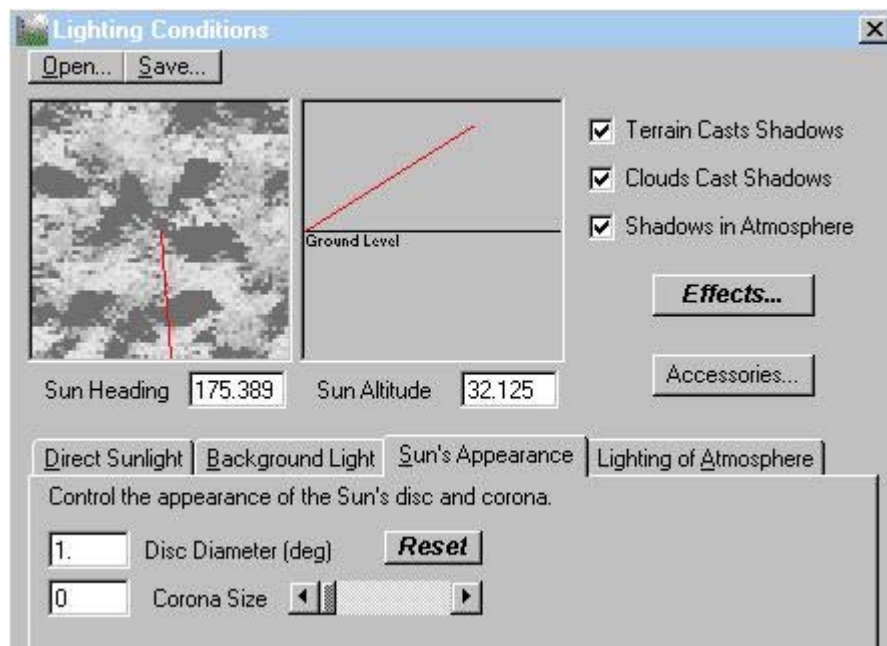 Lighting Conditions
Open... Save...
Ground Level
Terrain Casts Shadows
Clouds Cast Shadows
Shadows in Atmosphere
Effects...
Accessories...
Sun Heading 175.389 Sun Altitude 32.125
Direct Sunlight Background Light Sun's Appearance Lighting of Atmosphere
Control the appearance of the Sun's disc and corona.
1. Disc Diameter (deg) Reset
0 Corona Size